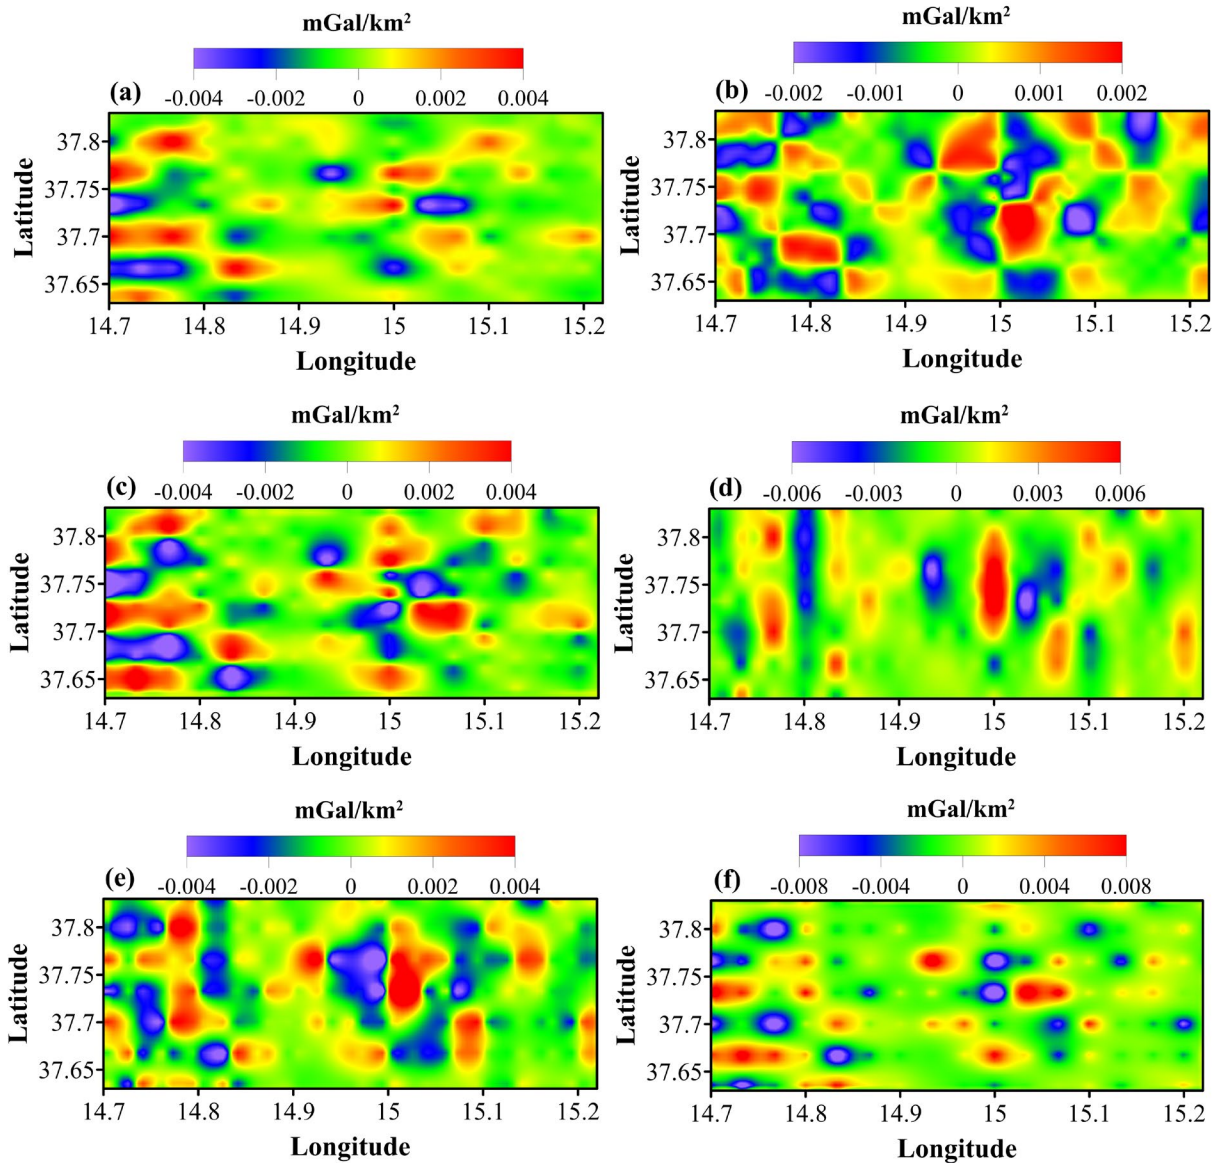 mGal/km²
(a)
-0.004 -0.002 0 0.002 0.004
Latitude
37.8
37.75
37.7
37.65
14.7 14.8 14.9 15 15.1 15.2
Longitude
mGal/km²
(b)
-0.002 -0.001 0 0.001 0.002
Latitude
37.8
37.75
37.7
37.65
14.7 14.8 14.9 15 15.1 15.2
Longitude
mGal/km²
(c)
-0.004 -0.002 0 0.002 0.004
Latitude
37.8
37.75
37.7
37.65
14.7 14.8 14.9 15 15.1 15.2
Longitude
mGal/km²
(d)
-0.006 -0.003 0 0.003 0.006
Latitude
37.8
37.75
37.7
37.65
14.7 14.8 14.9 15 15.1 15.2
Longitude
mGal/km²
(e)
-0.004 -0.002 0 0.002 0.004
Latitude
37.8
37.75
37.7
37.65
14.7 14.8 14.9 15 15.1 15.2
Longitude
mGal/km²
(f)
-0.008 -0.004 0 0.004 0.008
Latitude
37.8
37.75
37.7
37.65
14.7 14.8 14.9 15 15.1 15.2
Longitude